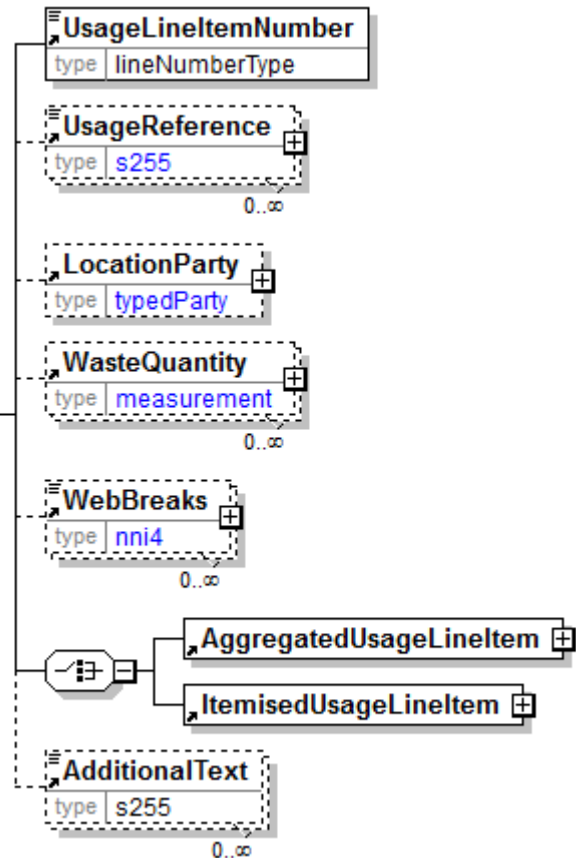 UsageLineItemNumber
type lineNumberType
UsageReference
type s255
0..∞
LocationParty
type typedParty
WasteQuantity
type measurement
0..∞
WebBreaks
type nni4
0..∞
AggregatedUsageLineItem
ItemisedUsageLineItem
AdditionalText
type s255
0..∞